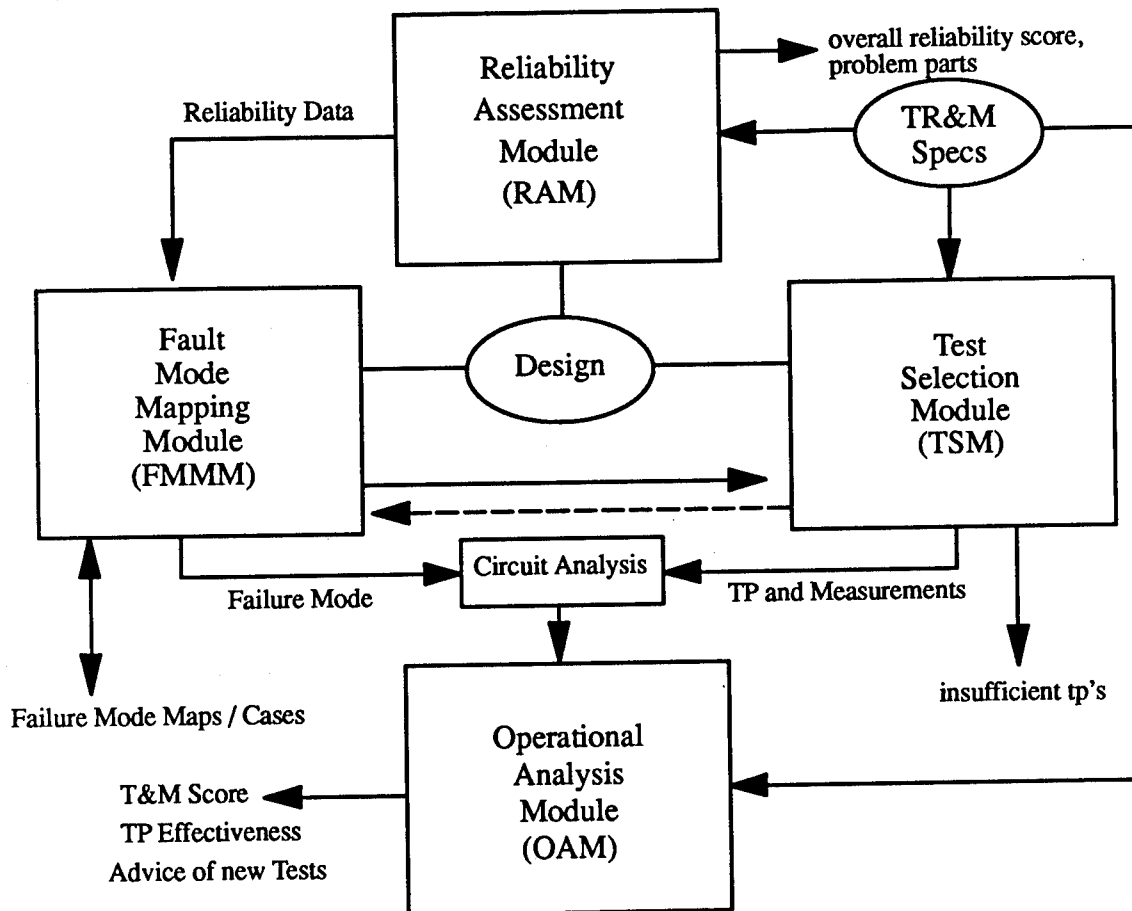 overall reliability score,
problem parts
Reliability
Assessment
Module
(RAM)
Reliability Data
TR&M
Specs
Fault
Mode
Mapping
Module
(FMMM)
Design
Test
Selection
Module
(TSM)
Circuit Analysis
Failure Mode
TP and Measurements
Failure Mode Maps / Cases
insufficient tp's
Operational
Analysis
Module
(OAM)
T&M Score
TP Effectiveness
Advice of new Tests